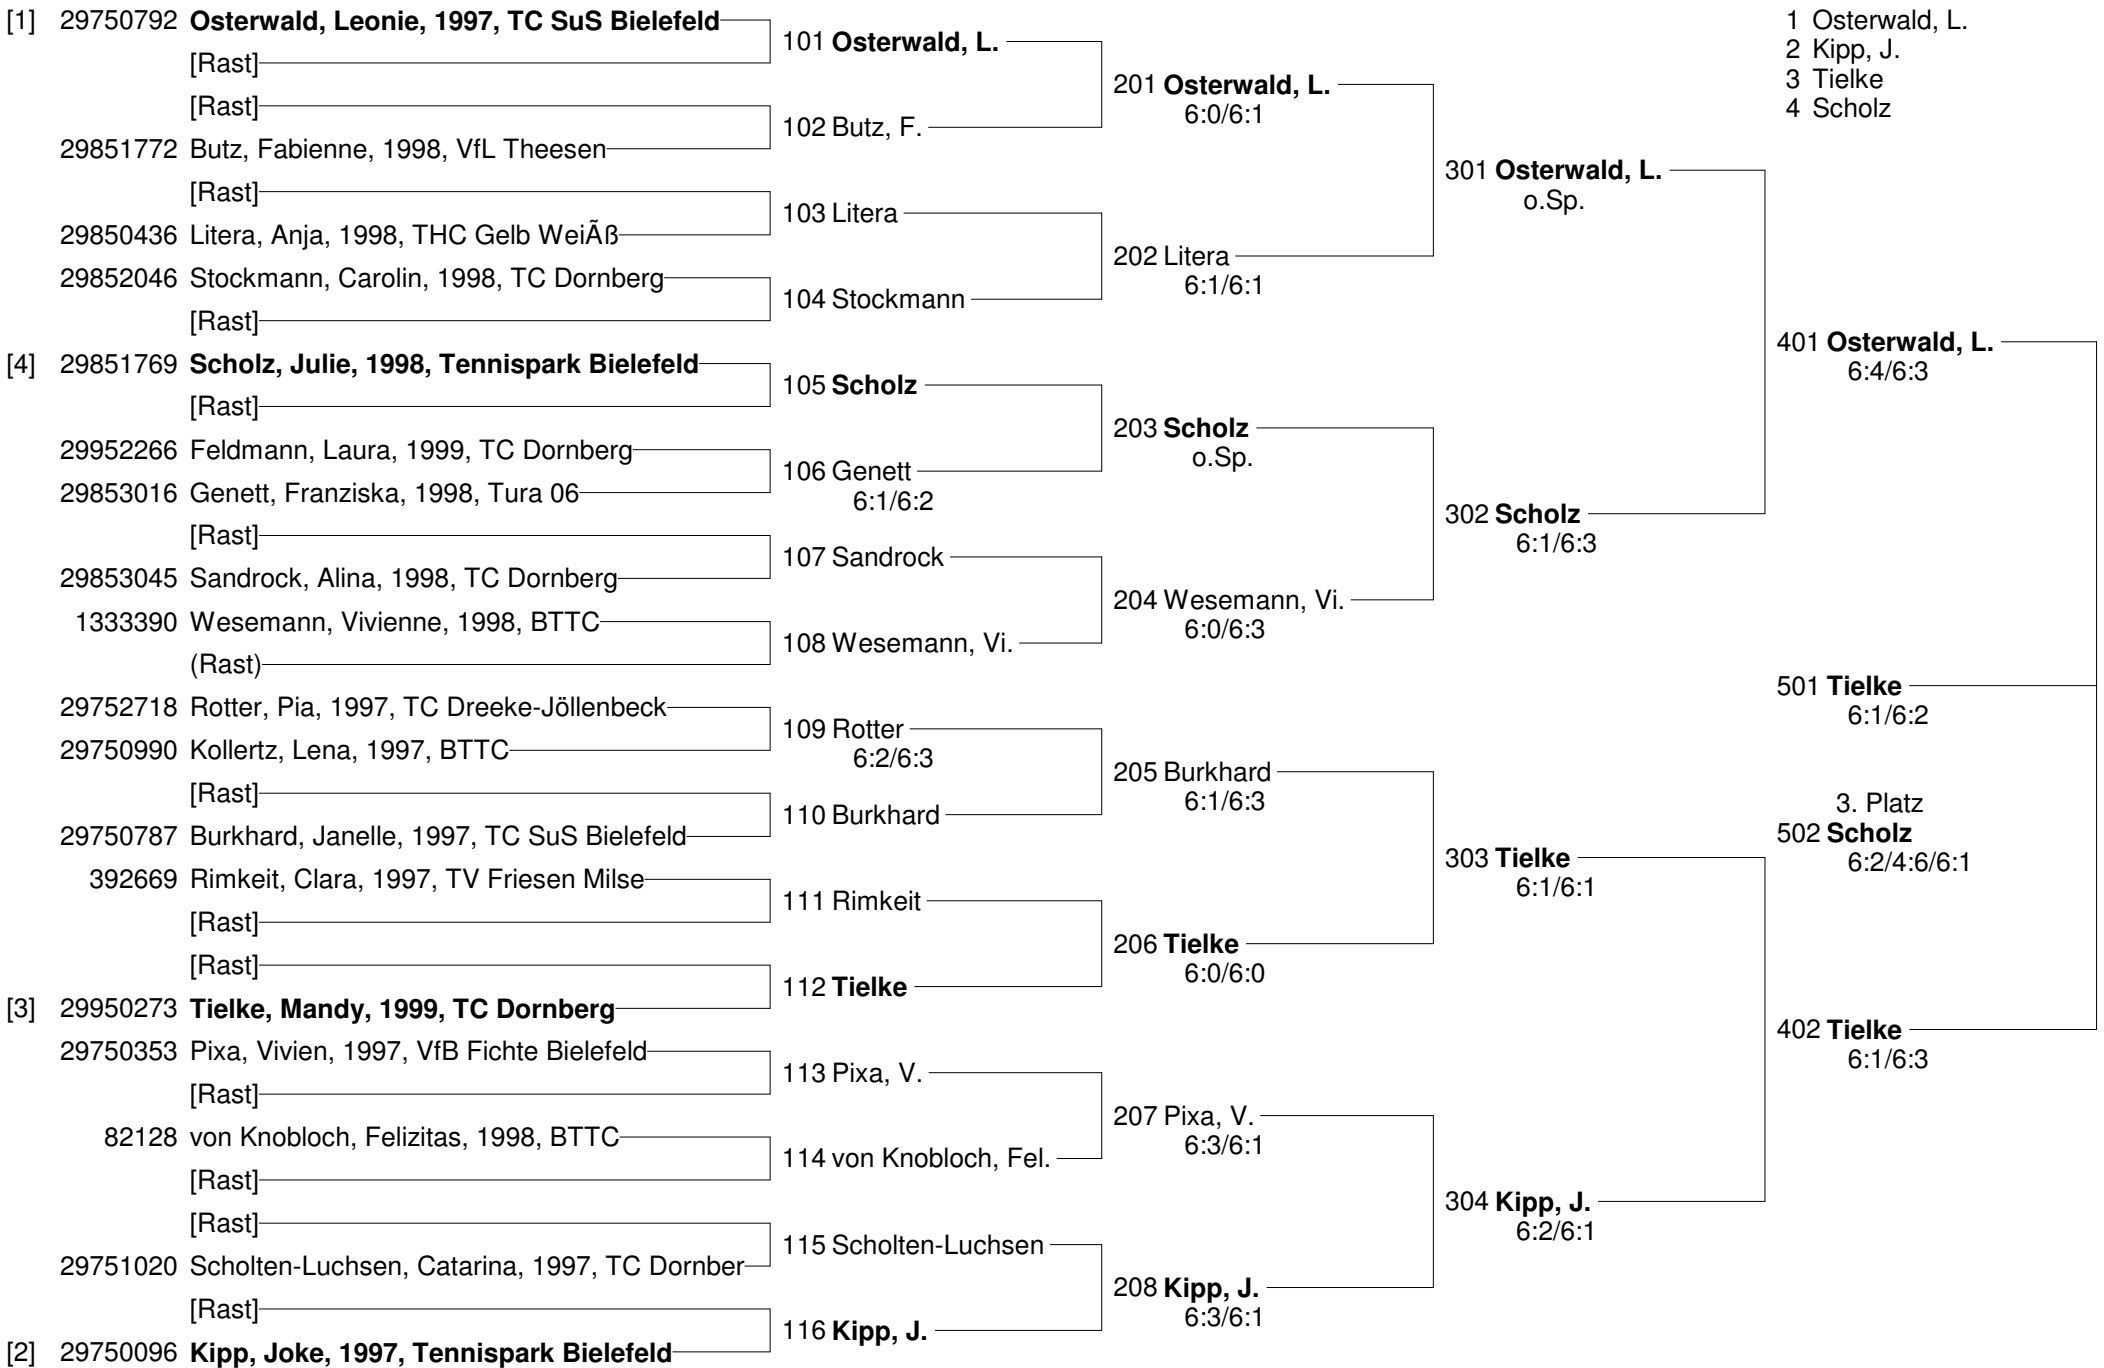 [1] 29750792 Osterwald, Leonie, 1997, TC SuS Bielefeld
[Rast]
[Rast]
29851772 Butz, Fabienne, 1998, VfL Theesen
[Rast]
29850436 Litera, Anja, 1998, THC Gelb WeiÃß
29852046 Stockmann, Carolin, 1998, TC Dornberg
[Rast]
[4] 29851769 Scholz, Julie, 1998, Tennispark Bielefeld
[Rast]
29952266 Feldmann, Laura, 1999, TC Dornberg
29853016 Genett, Franziska, 1998, Tura 06
[Rast]
29853045 Sandrock, Alina, 1998, TC Dornberg
1333390 Wesemann, Vivienne, 1998, BTTC
(Rast)
29752718 Rotter, Pia, 1997, TC Dreeke-Jöllenbeck
29750990 Kollertz, Lena, 1997, BTTC
[Rast]
29750787 Burkhard, Janelle, 1997, TC SuS Bielefeld
392669 Rimkeit, Clara, 1997, TV Friesen Milse
[Rast]
[Rast]
[3] 29950273 Tielke, Mandy, 1999, TC Dornberg
29750353 Pixa, Vivien, 1997, VfB Fichte Bielefeld
[Rast]
82128 von Knobloch, Felizitas, 1998, BTTC
[Rast]
[Rast]
29751020 Scholten-Luchsen, Catarina, 1997, TC Dornber
[Rast]
[2] 29750096 Kipp, Joke, 1997, Tennispark Bielefeld
101 Osterwald, L.
102 Butz, F.
103 Litera
104 Stockmann
105 Scholz
106 Genett
6:1/6:2
107 Sandrock
108 Wesemann, Vi.
109 Rotter
6:2/6:3
110 Burkhard
111 Rimkeit
112 Tielke
113 Pixa, V.
114 von Knobloch, Fel.
115 Scholten-Luchsen
116 Kipp, J.
201 Osterwald, L.
6:0/6:1
202 Litera
6:1/6:1
203 Scholz
o.Sp.
204 Wesemann, Vi.
6:0/6:3
205 Burkhard
6:1/6:3
206 Tielke
6:0/6:0
207 Pixa, V.
6:3/6:1
208 Kipp, J.
6:3/6:1
301 Osterwald, L.
o.Sp.
302 Scholz
6:1/6:3
303 Tielke
6:1/6:1
304 Kipp, J.
6:2/6:1
1 Osterwald, L.
2 Kipp, J.
3 Tielke
4 Scholz
401 Osterwald, L.
6:4/6:3
501 Tielke
6:1/6:2
3. Platz
502 Scholz
6:2/4:6/6:1
402 Tielke
6:1/6:3